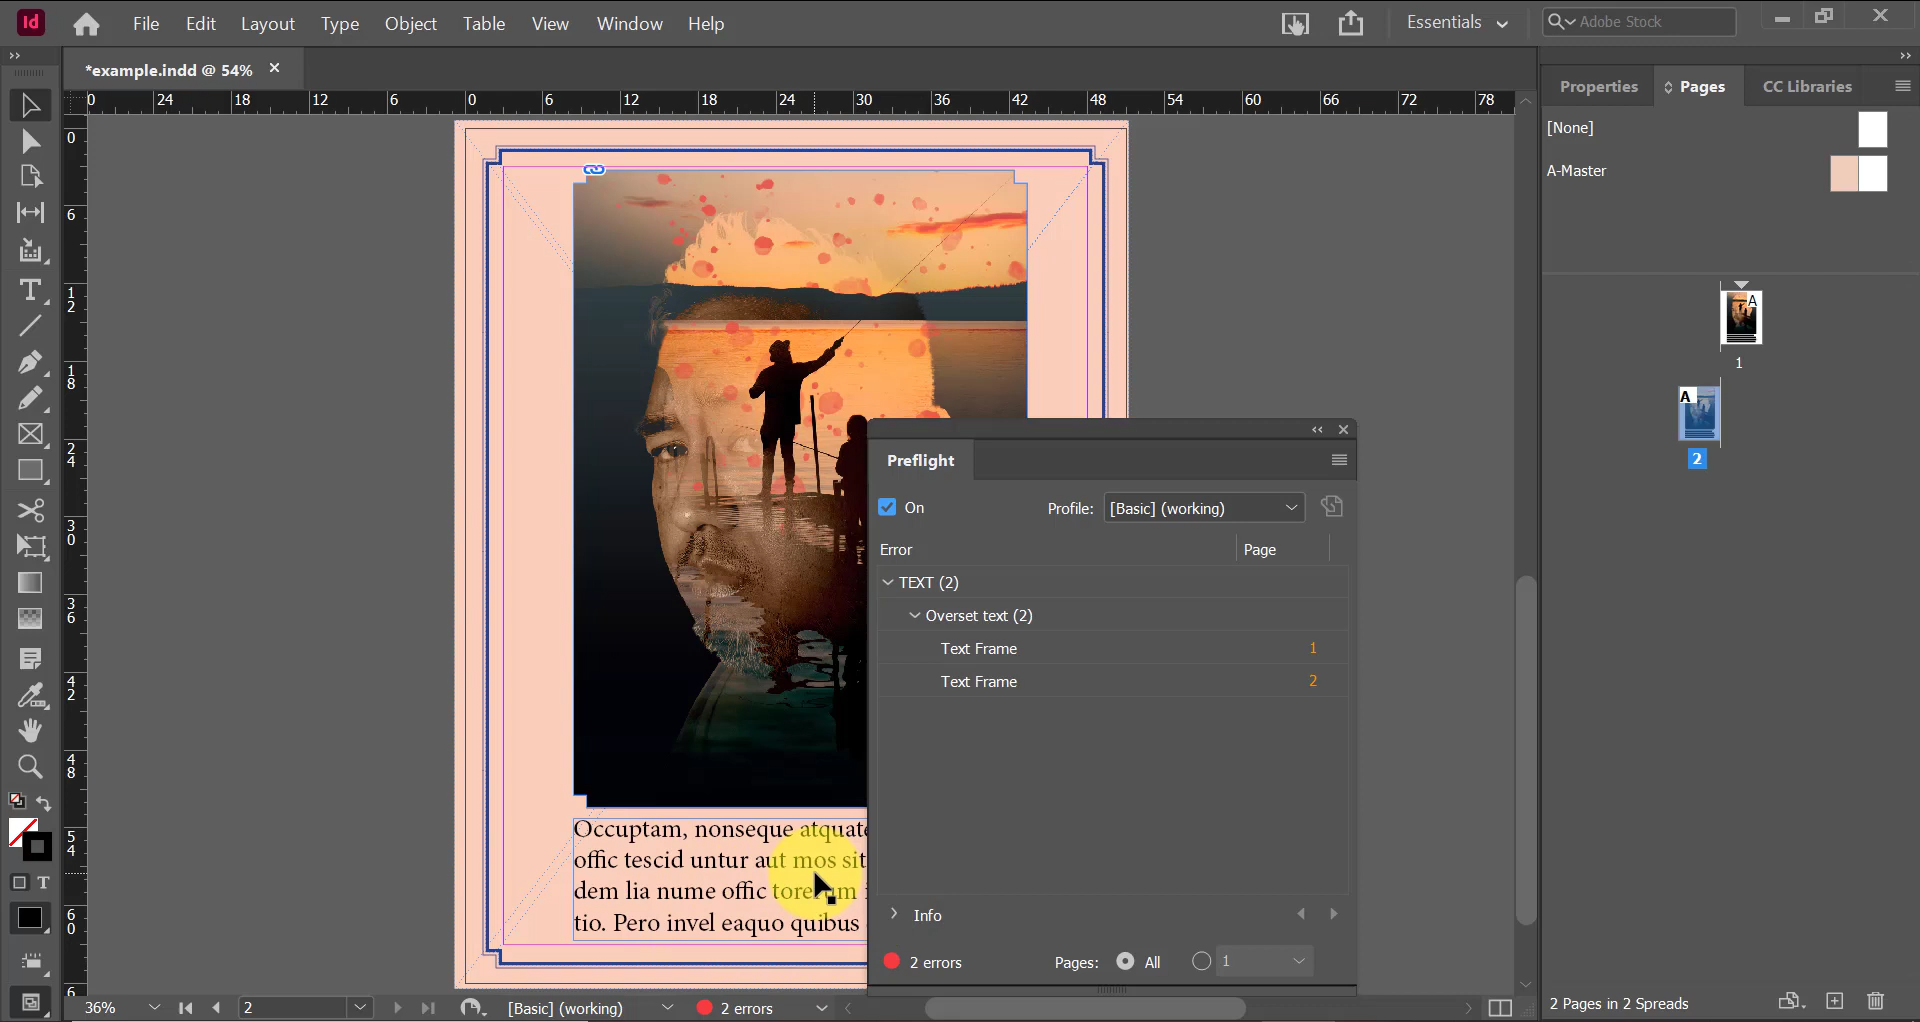 Id File Edit Layout Type Object Table View Window Help Essentials Adobe Stock
*example.indd @ 54%
0 24 18 12 6 0 6 12 18 24 30 36 42 48 54 60 66 72 78
0
6
12
18
24
30
36
42
48
54
60
6
T
T
Properties Pages CC Libraries
[None]
A-Master
A
1
A
2
Preflight
On Profile: [Basic] (working)
Error Page
TEXT (2)
Overset text (2)
Text Frame 1
Text Frame 2
Info
2 errors Pages: All 1
Occuptam, nonseque atquate
offic tescid untur aut mos sit
dem lia nume offic
tio. Pero invel eaquo quibus
36% 2 [Basic] (working) 2 errors
2 Pages in 2 Spreads